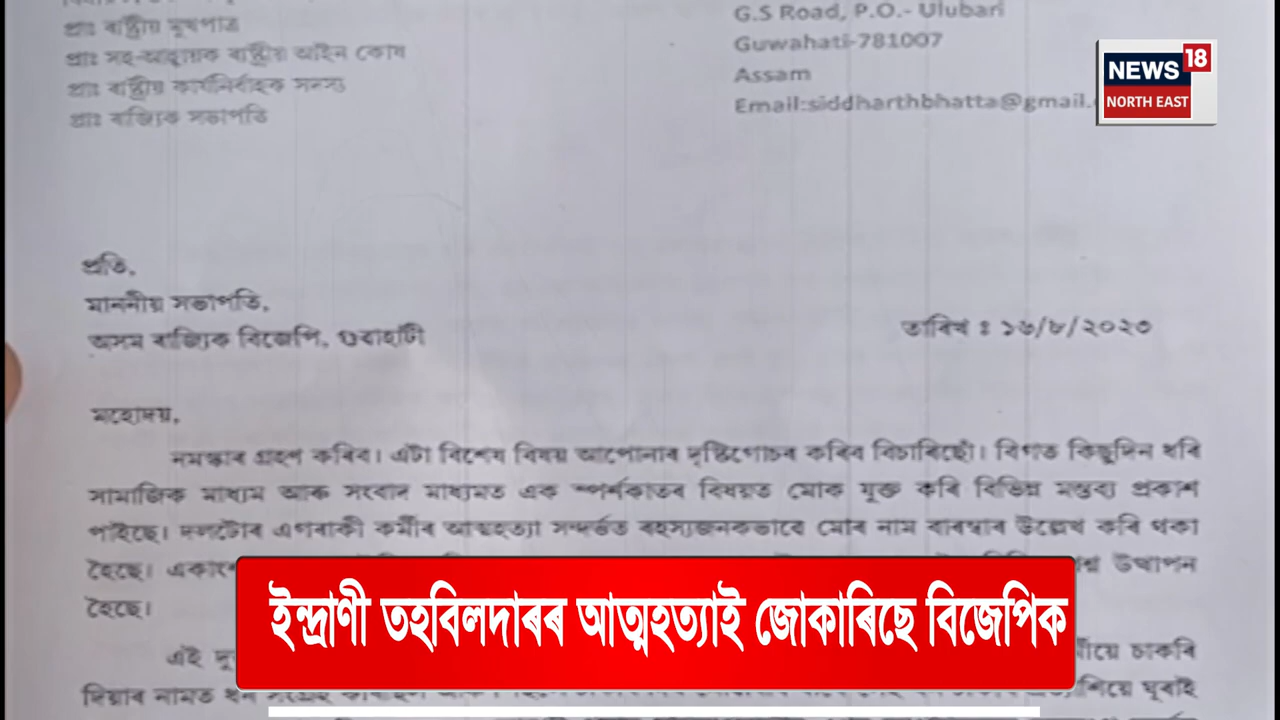 প্ৰাঃ ৰাষ্ট্ৰীয় মুখপাত্ৰ
প্ৰাঃ সহ-আহ্বায়ক ৰাষ্ট্ৰীয় আইন কোষ
প্ৰাঃ ৰাষ্ট্ৰীয় কাৰ্যনিৰ্বাহক সদস্য
প্ৰাঃ ৰাজ্যিক সভাপতি
G.S Road, P.O.- Ulubari
Guwahati-781007
Assam
Email:siddharthbhatta@gmail.
NEWS 18
NORTH EAST
প্ৰতি,
মাননীয় সভাপতি,
অসম ৰাজ্যিক বিজেপি, গুৱাহাটী
তাৰিখ ঃ ১৬/৮/২০২৩
মহোদয়,
নমস্কাৰ গ্ৰহণ কৰিব। এটা বিশেষ বিষয় আপোনাৰ দৃষ্টিগোচৰ কৰিব বিচাৰিছোঁ। বিগত কিছুদিন ধৰি
সামাজিক মাধ্যম আৰু সংবাদ মাধ্যমত এক স্পৰ্শকাতৰ বিষয়ত মোক যুক্ত কৰি বিভিন্ন মন্তব্য প্ৰকাশ
পাইছে। দলটোৰ এগৰাকী কৰ্মীৰ আত্মহত্যা সন্দৰ্ভত ৰহস্যজনকভাৱে মোৰ নাম বাৰম্বাৰ উল্লেখ কৰি থকা
হৈছে। উত্থাপন
হৈছে।
ইন্দ্ৰাণী তহবিলদাৰৰ আত্মহত্যাই জোকাৰিছে বিজেপিক
এই চাকৰি
দিয়াৰ নামত ধন ঘূৰাই